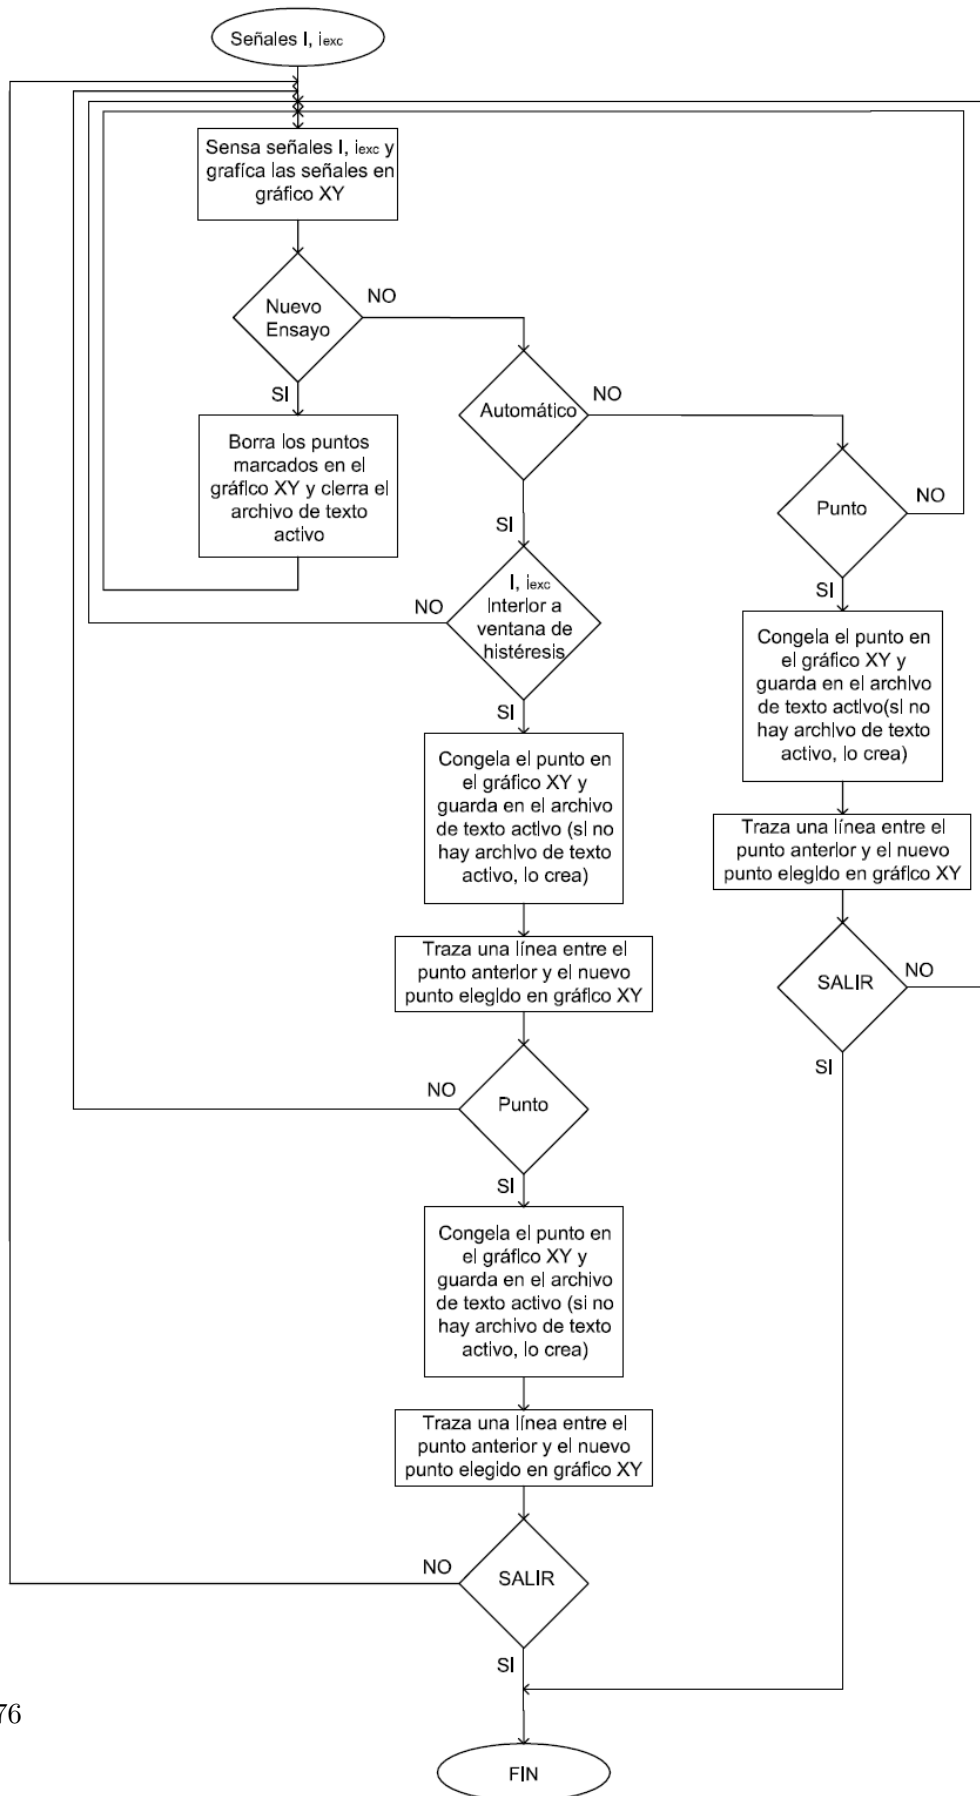 Señales I, iexc
Sensa señales I, iexc y
grafíca las señales en
gráfico XY
Nuevo
Ensayo
NO
SI
Borra los puntos
marcados en el
gráfico XY y cierra el
archivo de texto
activo
Automático
NO
SI
Punto
NO
SI
I, iexc
Interior a
ventana de
histéresis
NO
SI
Congela el punto en
el gráfico XY y
guarda en el archivo
de texto activo(si no
hay archivo de texto
activo, lo crea)
Traza una línea entre el
punto anterior y el nuevo
punto elegido en gráfico XY
SALIR
NO
SI
Congela el punto en
el gráfico XY y
guarda en el archivo
de texto activo (si no
hay archivo de texto
activo, lo crea)
Traza una línea entre el
punto anterior y el nuevo
punto elegido en gráfico XY
NO
Punto
SI
Congela el punto en
el gráfico XY y
guarda en el archivo
de texto activo (si no
hay archivo de texto
activo, lo crea)
Traza una línea entre el
punto anterior y el nuevo
punto elegido en gráfico XY
NO
SALIR
SI
76
FIN